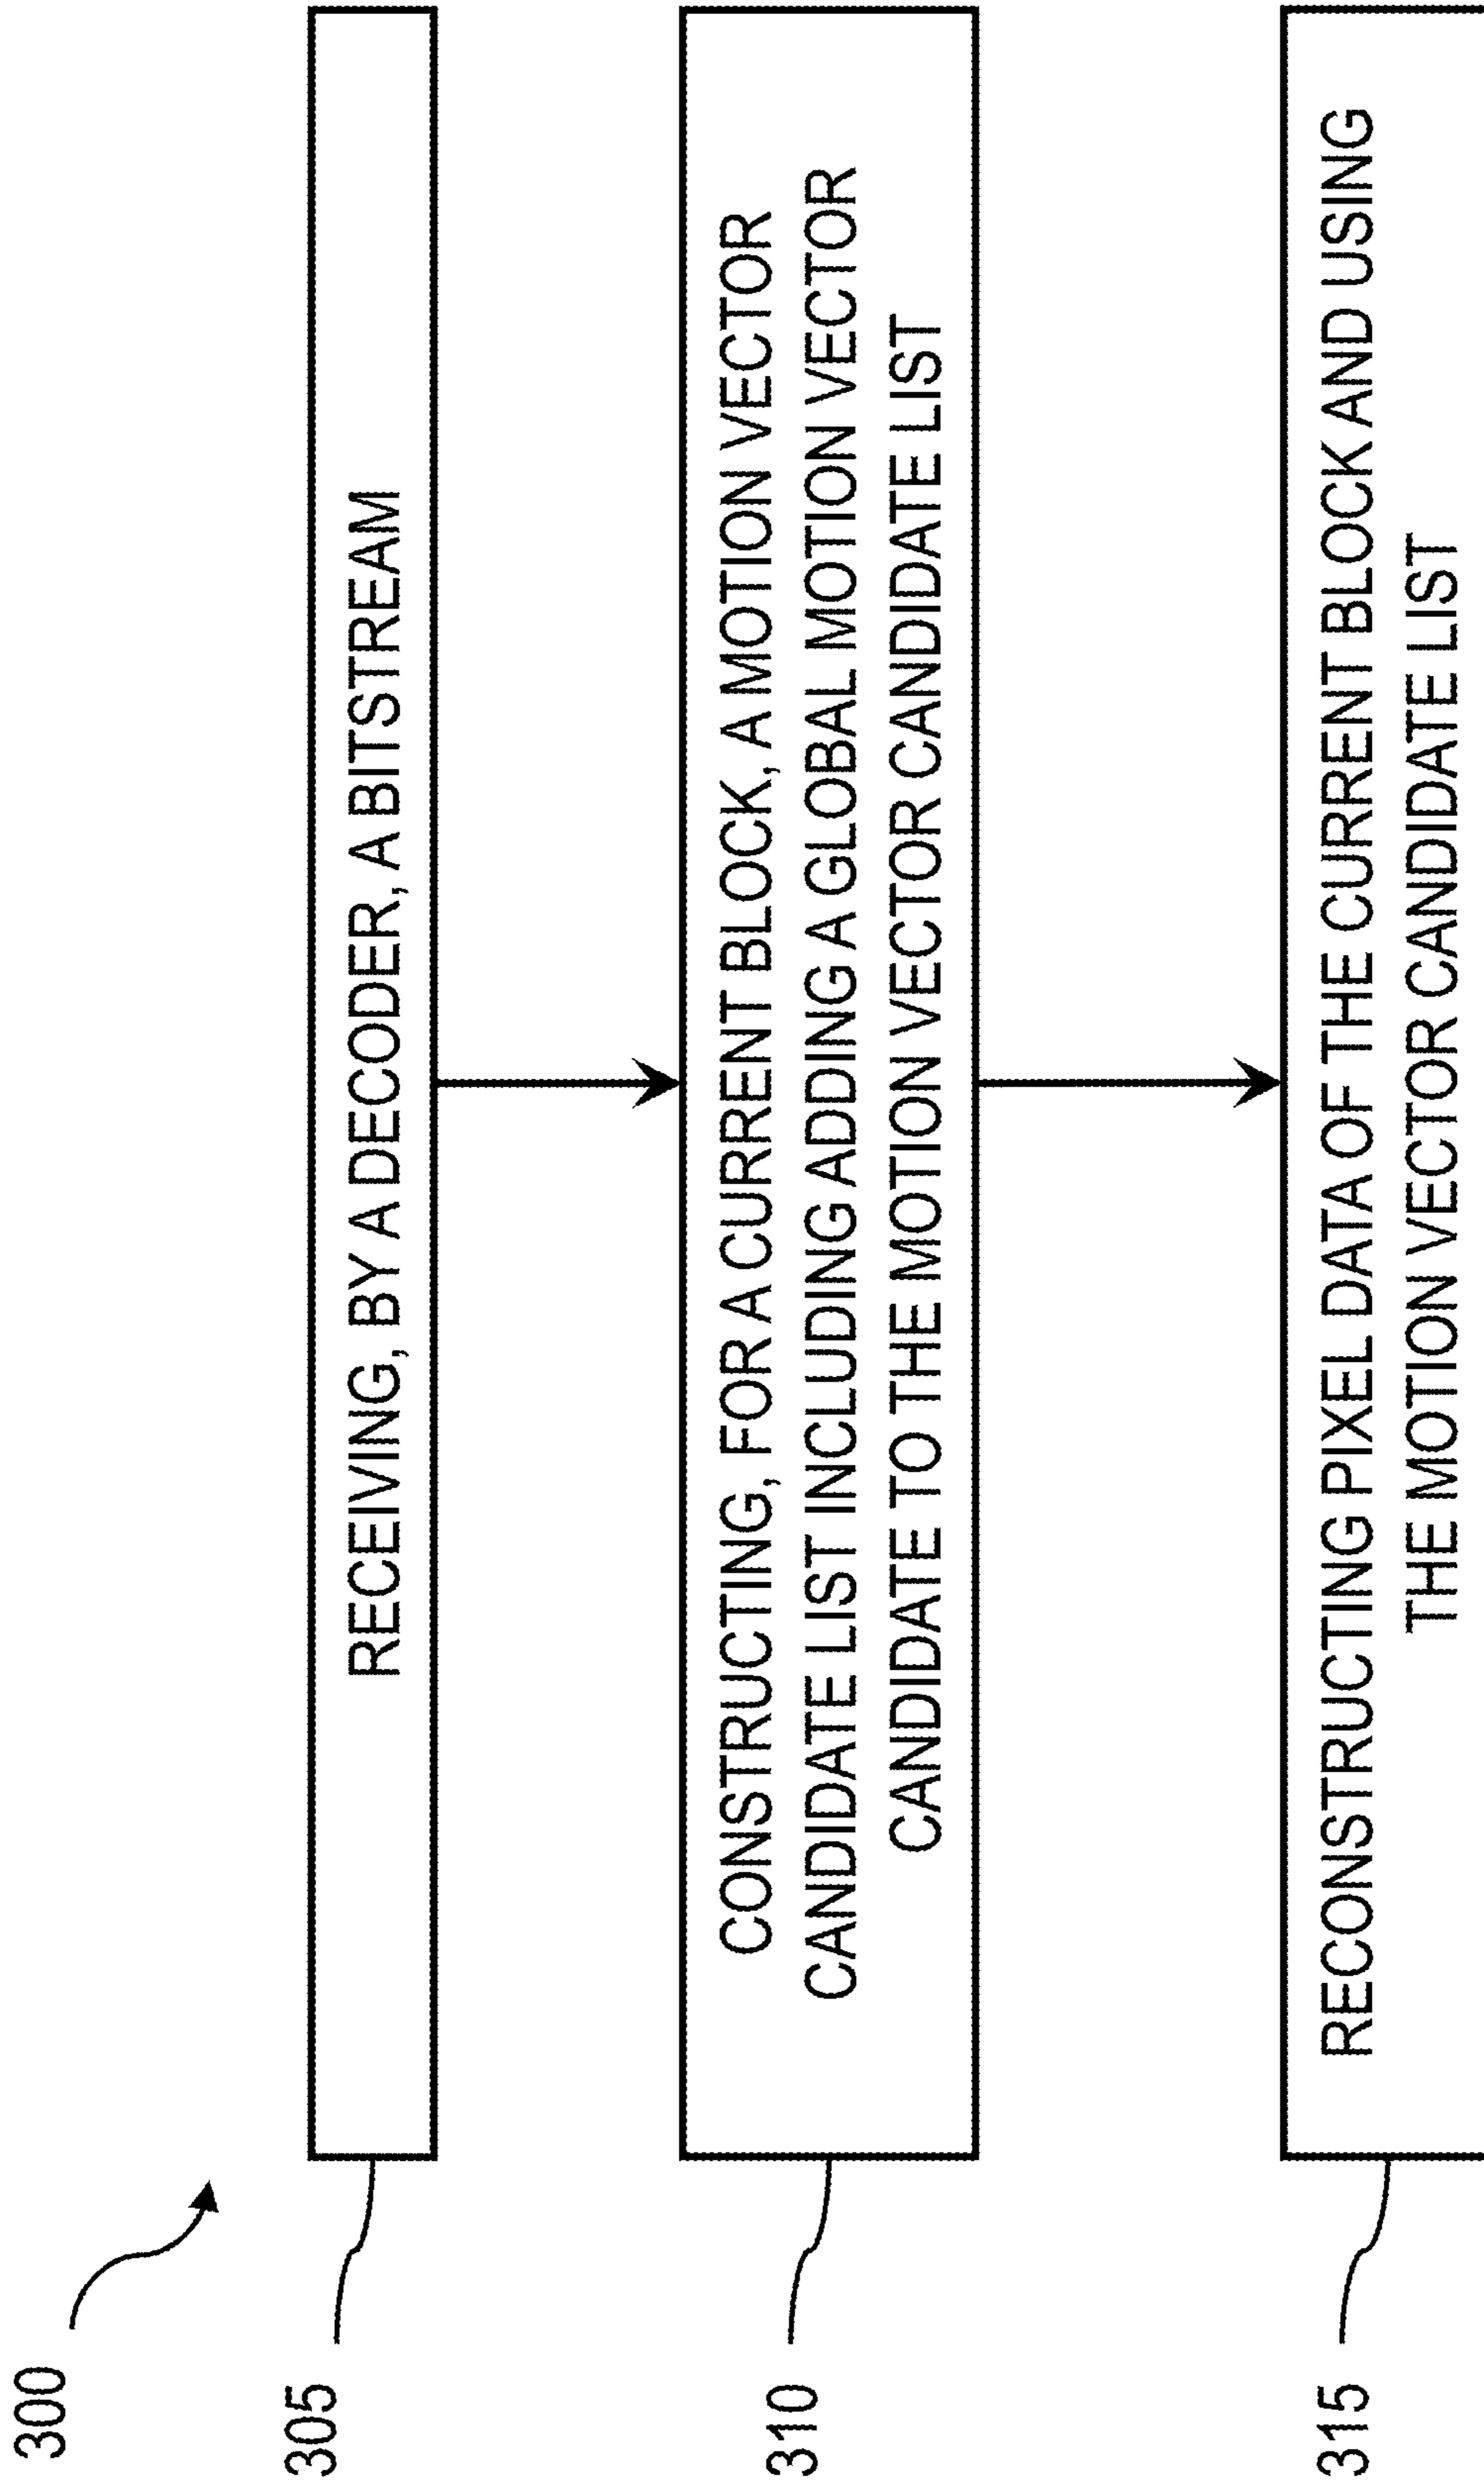 300
305
RECEIVING, BY A DECODER, A BITSTREAM
310
CONSTRUCTING, FOR A CURRENT BLOCK, A MOTION VECTOR
CANDIDATE LIST INCLUDING ADDING A GLOBAL MOTION VECTOR
CANDIDATE TO THE MOTION VECTOR CANDIDATE LIST
315
RECONSTRUCTING PIXEL DATA OF THE CURRENT BLOCK AND USING
THE MOTION VECTOR CANDIDATE LIST